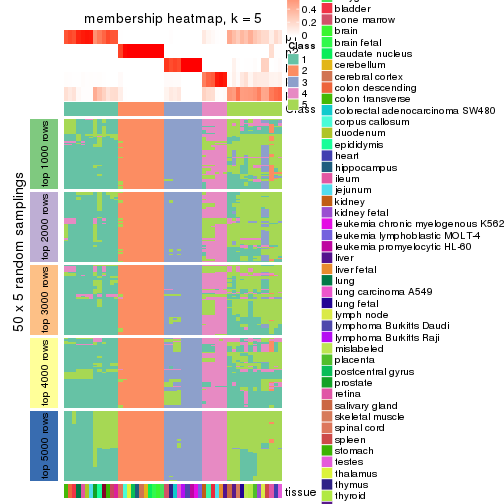 membership heatmap, k = 5
0.4
0.2
0
Class
1
2
3
4
5
Class
50 x 5 random samplings
top 1000 rows
top 2000 rows
top 3000 rows
top 4000 rows
top 5000 rows
tissue
bladder
bone marrow
brain
brain fetal
caudate nucleus
cerebellum
cerebral cortex
colon descending
colon transverse
colorectal adenocarcinoma SW480
corpus callosum
duodenum
epididymis
heart
hippocampus
ileum
jejunum
kidney
kidney fetal
leukemia chronic myelogenous K562
leukemia lymphoblastic MOLT-4
leukemia promyelocytic HL-60
liver
liver fetal
lung
lung carcinoma A549
lung fetal
lymph node
lymphoma Burkitts Daudi
lymphoma Burkitts Raji
mislabeled
placenta
postcentral gyrus
prostate
retina
salivary gland
skeletal muscle
spinal cord
spleen
stomach
testes
thalamus
thymus
thyroid